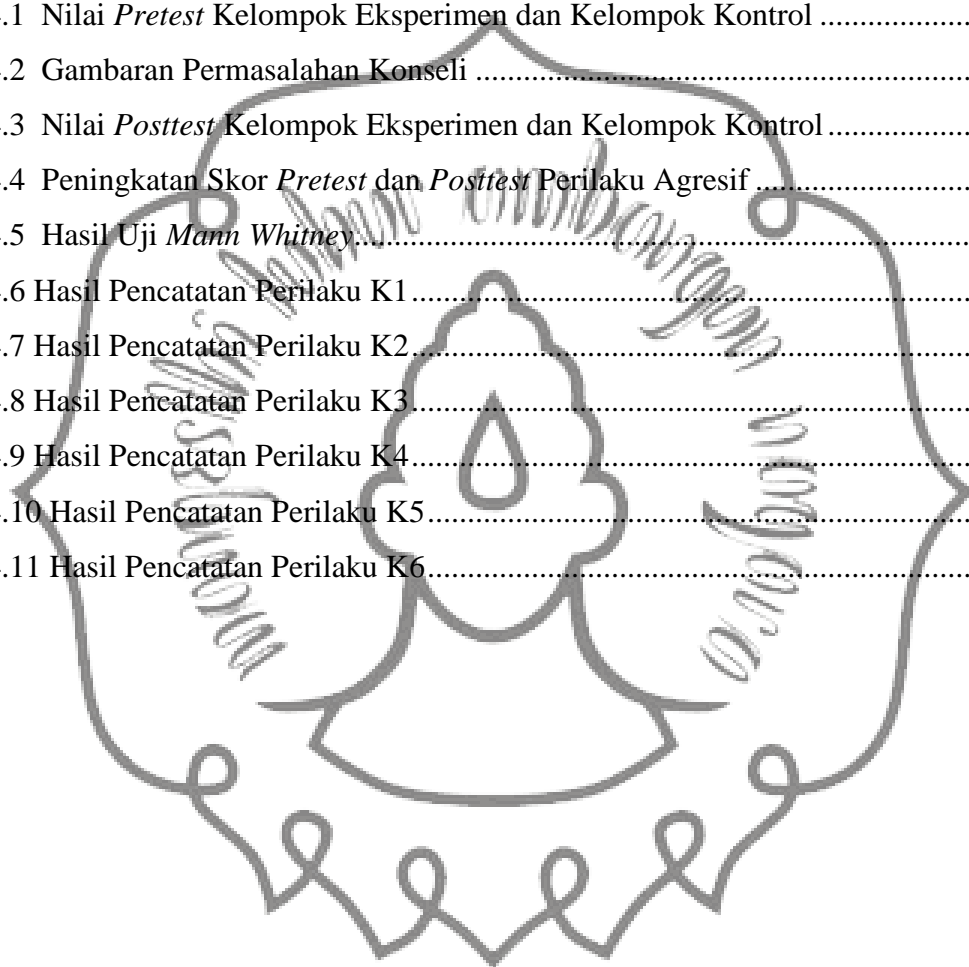 .1 Nilai Pretest Kelompok Eksperimen dan Kelompok Kontrol ..........................
.2 Gambaran Permasalahan Konseli ..........................
.3 Nilai Posttest Kelompok Eksperimen dan Kelompok Kontrol ..........................
.4 Peningkatan Skor Pretest dan Posttest Perilaku Agresif ..........................
.5 Hasil Uji Mann Whitney ..........................
.6 Hasil Pencatatan Perilaku K1 ..........................
.7 Hasil Pencatatan Perilaku K2 ..........................
.8 Hasil Pencatatan Perilaku K3 ..........................
.9 Hasil Pencatatan Perilaku K4 ..........................
.10 Hasil Pencatatan Perilaku K5 ..........................
.11 Hasil Pencatatan Perilaku K6 ..........................